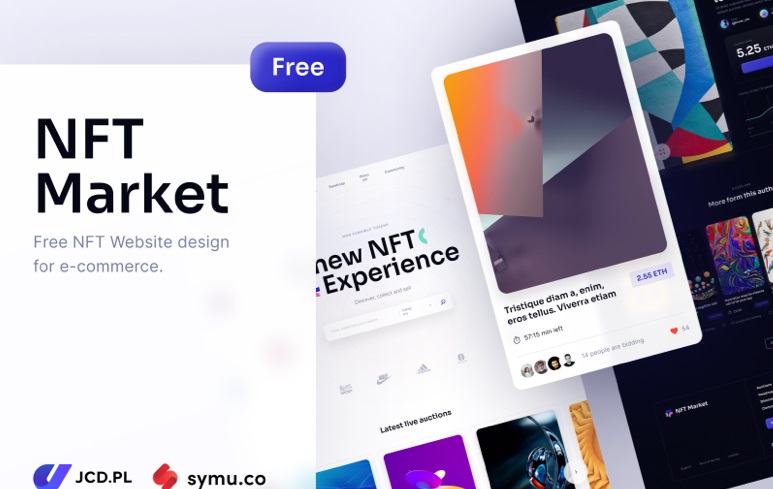 Free
NFT
Market
Free NFT Website design
for e-commerce.
JCD.PL
symu.co
new NFT
Experience
Discover, collect and sell
Latest live auctions
Tristique diam a, enim,
eros tellus. Viverra etiam
2.55 ETH
57:15 min left
54
14 people are bidding
5.25 ETH
More form this auth
NFT Market